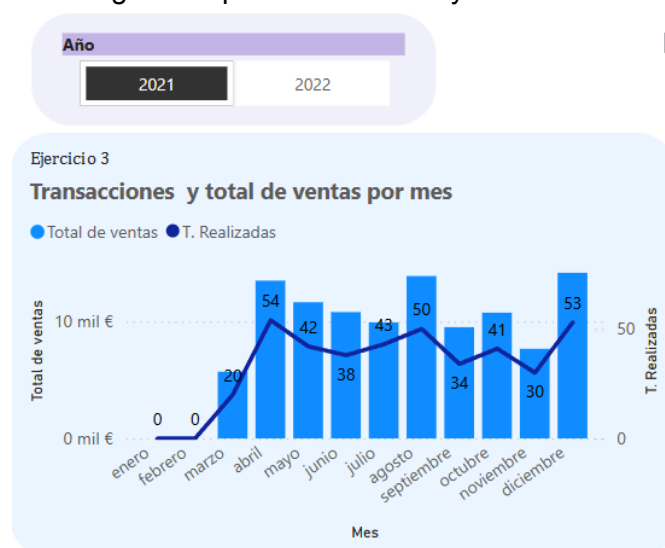 Año
2021 2022
Ejercicio 3
Transacciones y total de ventas por mes
Total de ventas T. Realizadas
Total de ventas
10 mil €
0 mil €
0 0 20 54 42 38 43 50 34 41 30 53
50
0
T. Realizadas
enero febrero marzo abril mayo junio julio agosto septiembre octubre noviembre diciembre
Mes